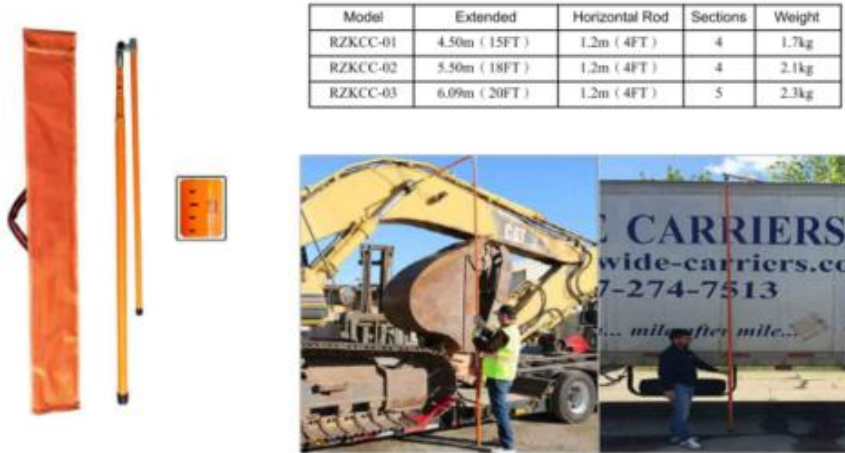 Model Extended Horizontal Rod Sections Weight
RZKCC-01 4.50m ( 15FT ) 1.2m ( 4FT ) 4 1.7kg
RZKCC-02 5.50m ( 18FT ) 1.2m ( 4FT ) 4 2.1kg
RZKCC-03 6.09m ( 20FT ) 1.2m ( 4FT ) 5 2.3kg
CAT
E CARRIERS
wide-carriers.co
7-274-7513
... mile after mile...